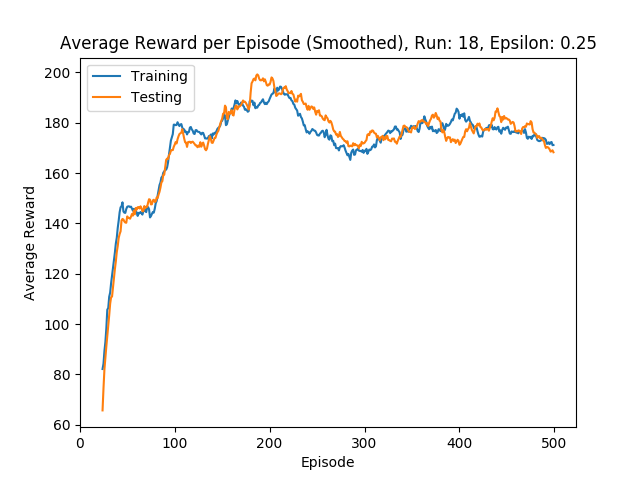 Average Reward per Episode (Smoothed), Run: 18, Epsilon: 0.25
Training
Testing
200
180
160
140
120
100
80
60
Average Reward
0 100 200 300 400 500
Episode